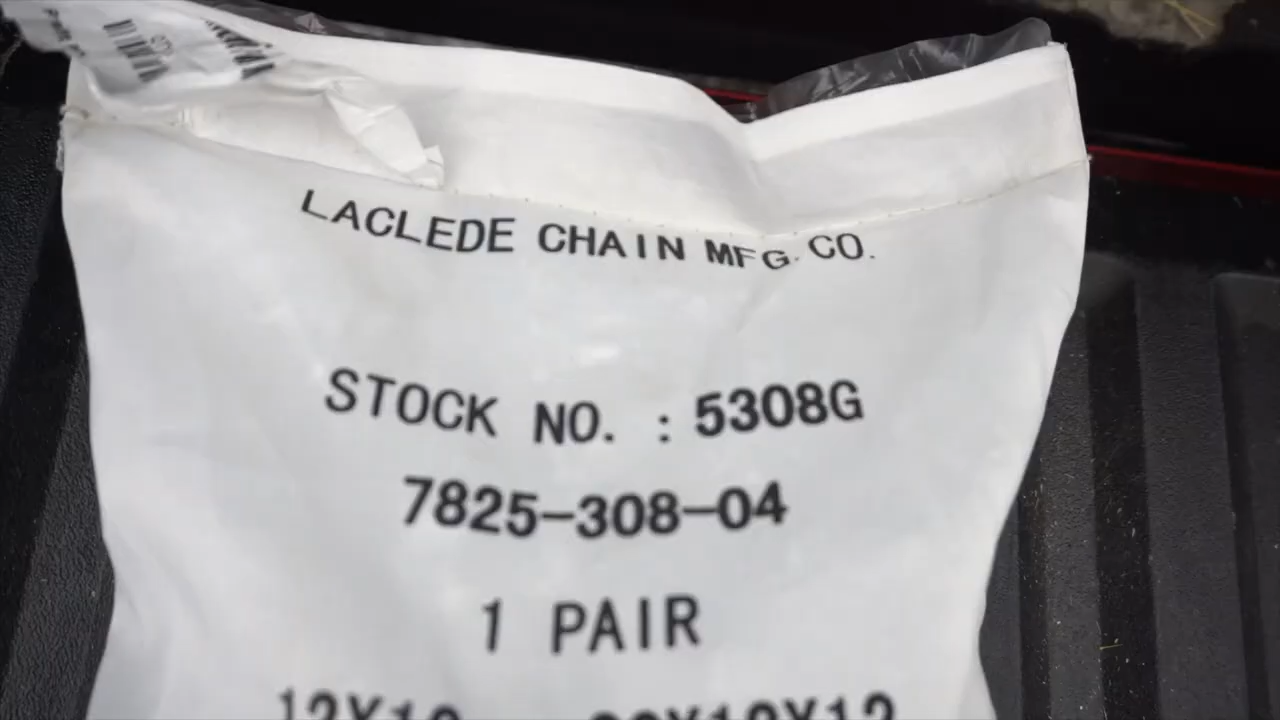 LACLEDE CHAIN MFG. CO.
STOCK NO. : 5308G
7825-308-04
1 PAIR